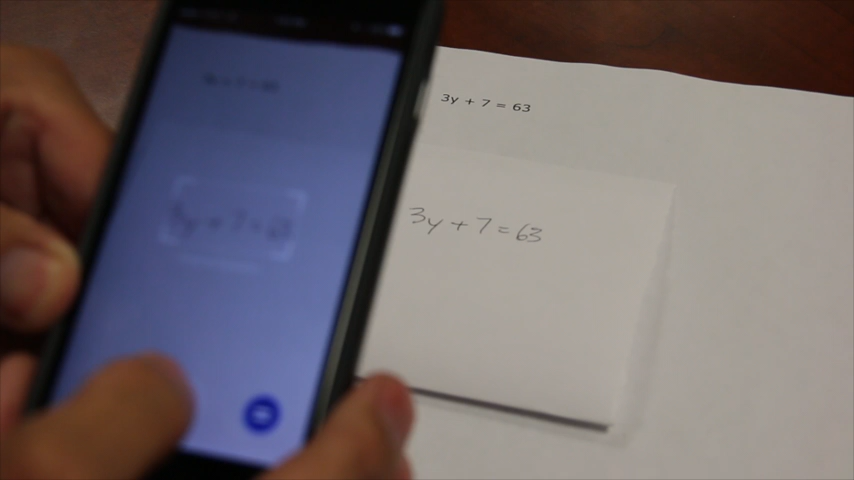 3y + 7 = 63
3y + 7 = 63